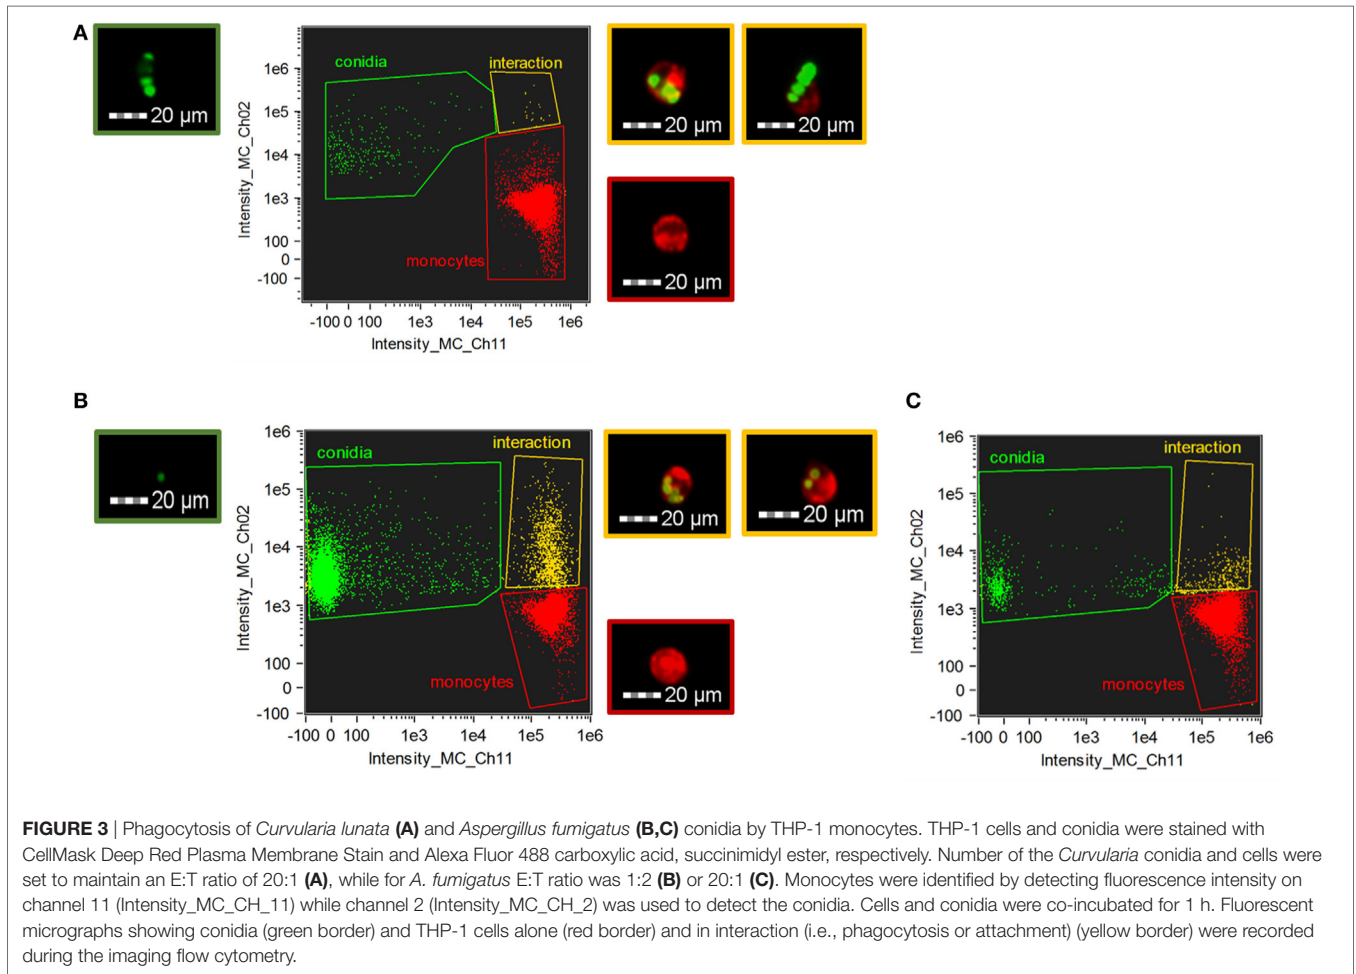 A
20 µm
conidia
interaction
monocytes
1e6
1e5
1e4
1e3
100
0
-100
Intensity_MC_Ch02
-100 0 100 1e3 1e4 1e5 1e6
Intensity_MC_Ch11
20 µm
20 µm
20 µm
B
20 µm
conidia
interaction
monocytes
1e6
1e5
1e4
1e3
100
0
-100
Intensity_MC_Ch02
-100 0 100 1e3 1e4 1e5 1e6
Intensity_MC_Ch11
20 µm
20 µm
20 µm
C
conidia
interaction
monocytes
1e6
1e5
1e4
1e3
100
0
-100
Intensity_MC_Ch02
-100 0 100 1e3 1e4 1e5 1e6
Intensity_MC_Ch11
FIGURE 3 | Phagocytosis of Curvularia lunata (A) and Aspergillus fumigatus (B,C) conidia by THP-1 monocytes. THP-1 cells and conidia were stained with
CellMask Deep Red Plasma Membrane Stain and Alexa Fluor 488 carboxylic acid, succinimidyl ester, respectively. Number of the Curvularia conidia and cells were
set to maintain an E:T ratio of 20:1 (A), while for A. fumigatus E:T ratio was 1:2 (B) or 20:1 (C). Monocytes were identified by detecting fluorescence intensity on
channel 11 (Intensity_MC_CH_11) while channel 2 (Intensity_MC_CH_2) was used to detect the conidia. Cells and conidia were co-incubated for 1 h. Fluorescent
micrographs showing conidia (green border) and THP-1 cells alone (red border) and in interaction (i.e., phagocytosis or attachment) (yellow border) were recorded
during the imaging flow cytometry.